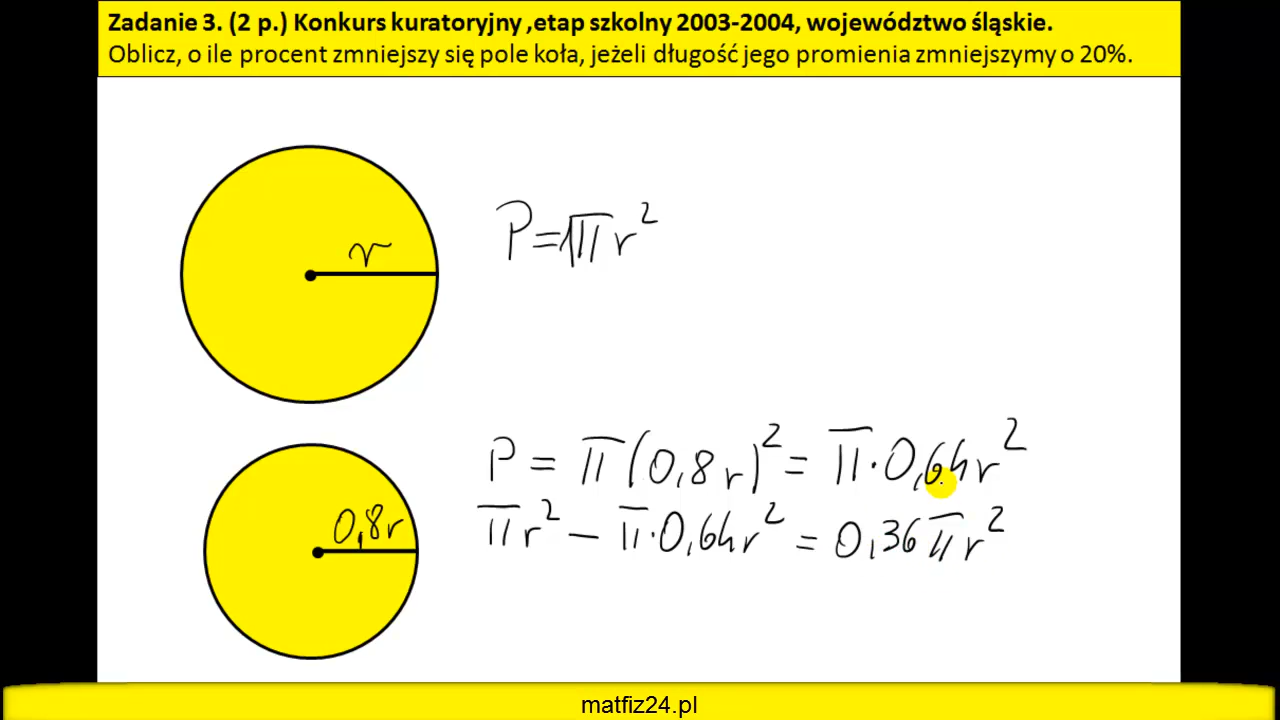 Zadanie 3. (2 p.) Konkurs kuratoryjny ,etap szkolny 2003-2004, województwo śląskie.
Oblicz, o ile procent zmniejszy się pole koła, jeżeli długość jego promienia zmniejszymy o 20%.
r
P=1πr²
P = π(0,8r)² = π·0,64r²
0,8r
πr² – π·0,64r² = 0,36πr²
matfiz24.pl